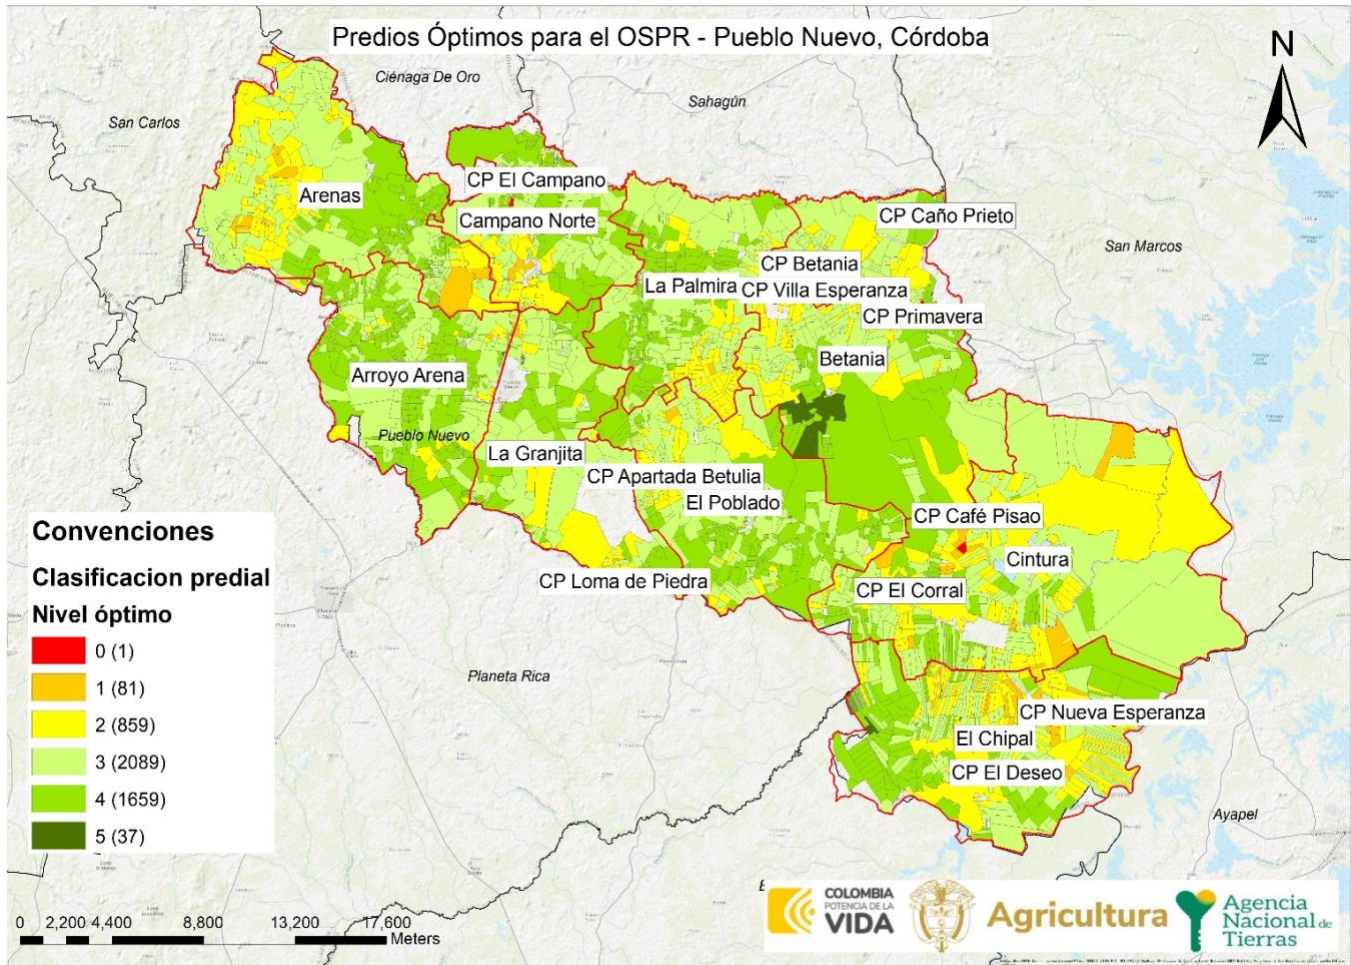 Predios Óptimos para el OSPR - Pueblo Nuevo, Córdoba
N
Ciénaga De Oro
Sahagún
San Carlos
CP El Campano
Arenas
Campano Norte
CP Caño Prieto
San Marcos
CP Betania
La Palmira
CP Villa Esperanza
CP Primavera
Betania
Arroyo Arena
Pueblo Nuevo
La Granjita
CP Apartada Betulia
El Poblado
CP Café Pisao
Cintura
CP Loma de Piedra
CP El Corral
Planeta Rica
CP Nueva Esperanza
El Chipal
CP El Deseo
Ayapel
Convenciones
Clasificacion predial
Nivel óptimo
0 (1)
1 (81)
2 (859)
3 (2089)
4 (1659)
5 (37)
0 2,200 4,400 8,800 13,200 17,600
Meters
COLOMBIA
POTENCIA DE LA
VIDA
Agricultura
Agencia
Nacional de
Tierras